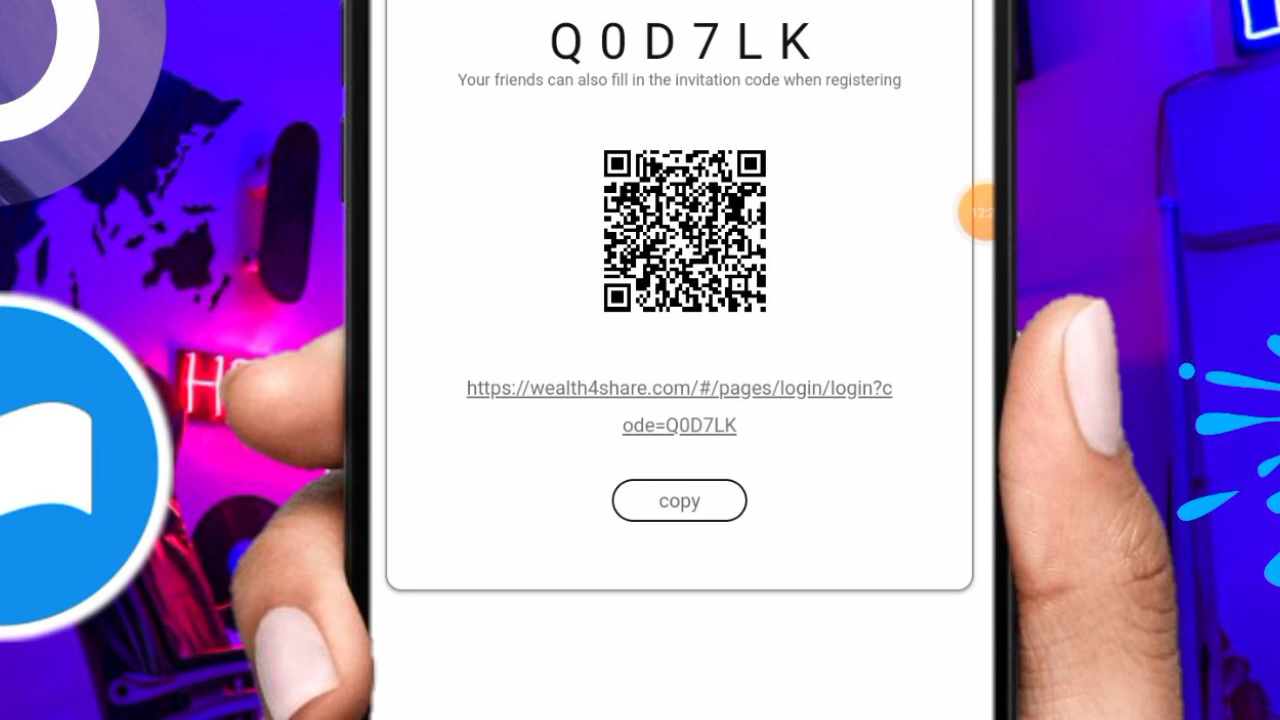 Q0D7LK
Your friends can also fill in the invitation code when registering
https://wealth4share.com/#/pages/login/login?c
ode=Q0D7LK
copy